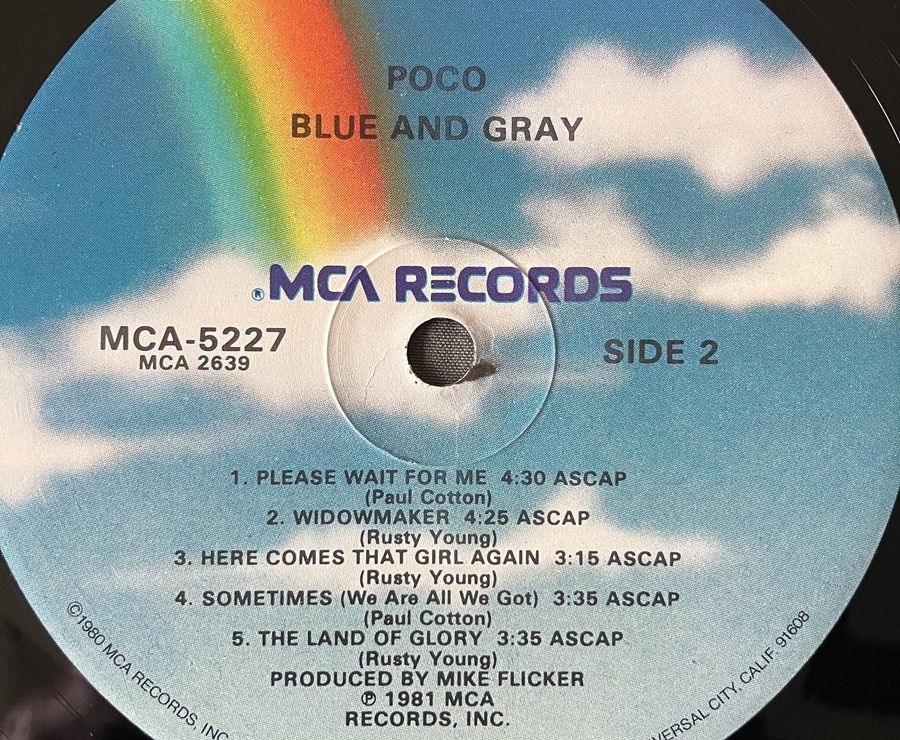 POCO
BLUE AND GRAY
®MCA RECORDS
MCA-5227
MCA 2639
SIDE 2
1. PLEASE WAIT FOR ME 4:30 ASCAP
(Paul Cotton)
2. WIDOWMAKER 4:25 ASCAP
(Rusty Young)
3. HERE COMES THAT GIRL AGAIN 3:15 ASCAP
(Rusty Young)
4. SOMETIMES (We Are All We Got) 3:35 ASCAP
(Paul Cotton)
5. THE LAND OF GLORY 3:35 ASCAP
(Rusty Young)
PRODUCED BY MIKE FLICKER
℗ 1981 MCA
RECORDS, INC.
©1980 MCA RECORDS, INC
VERSAL CITY, CALIF. 91608